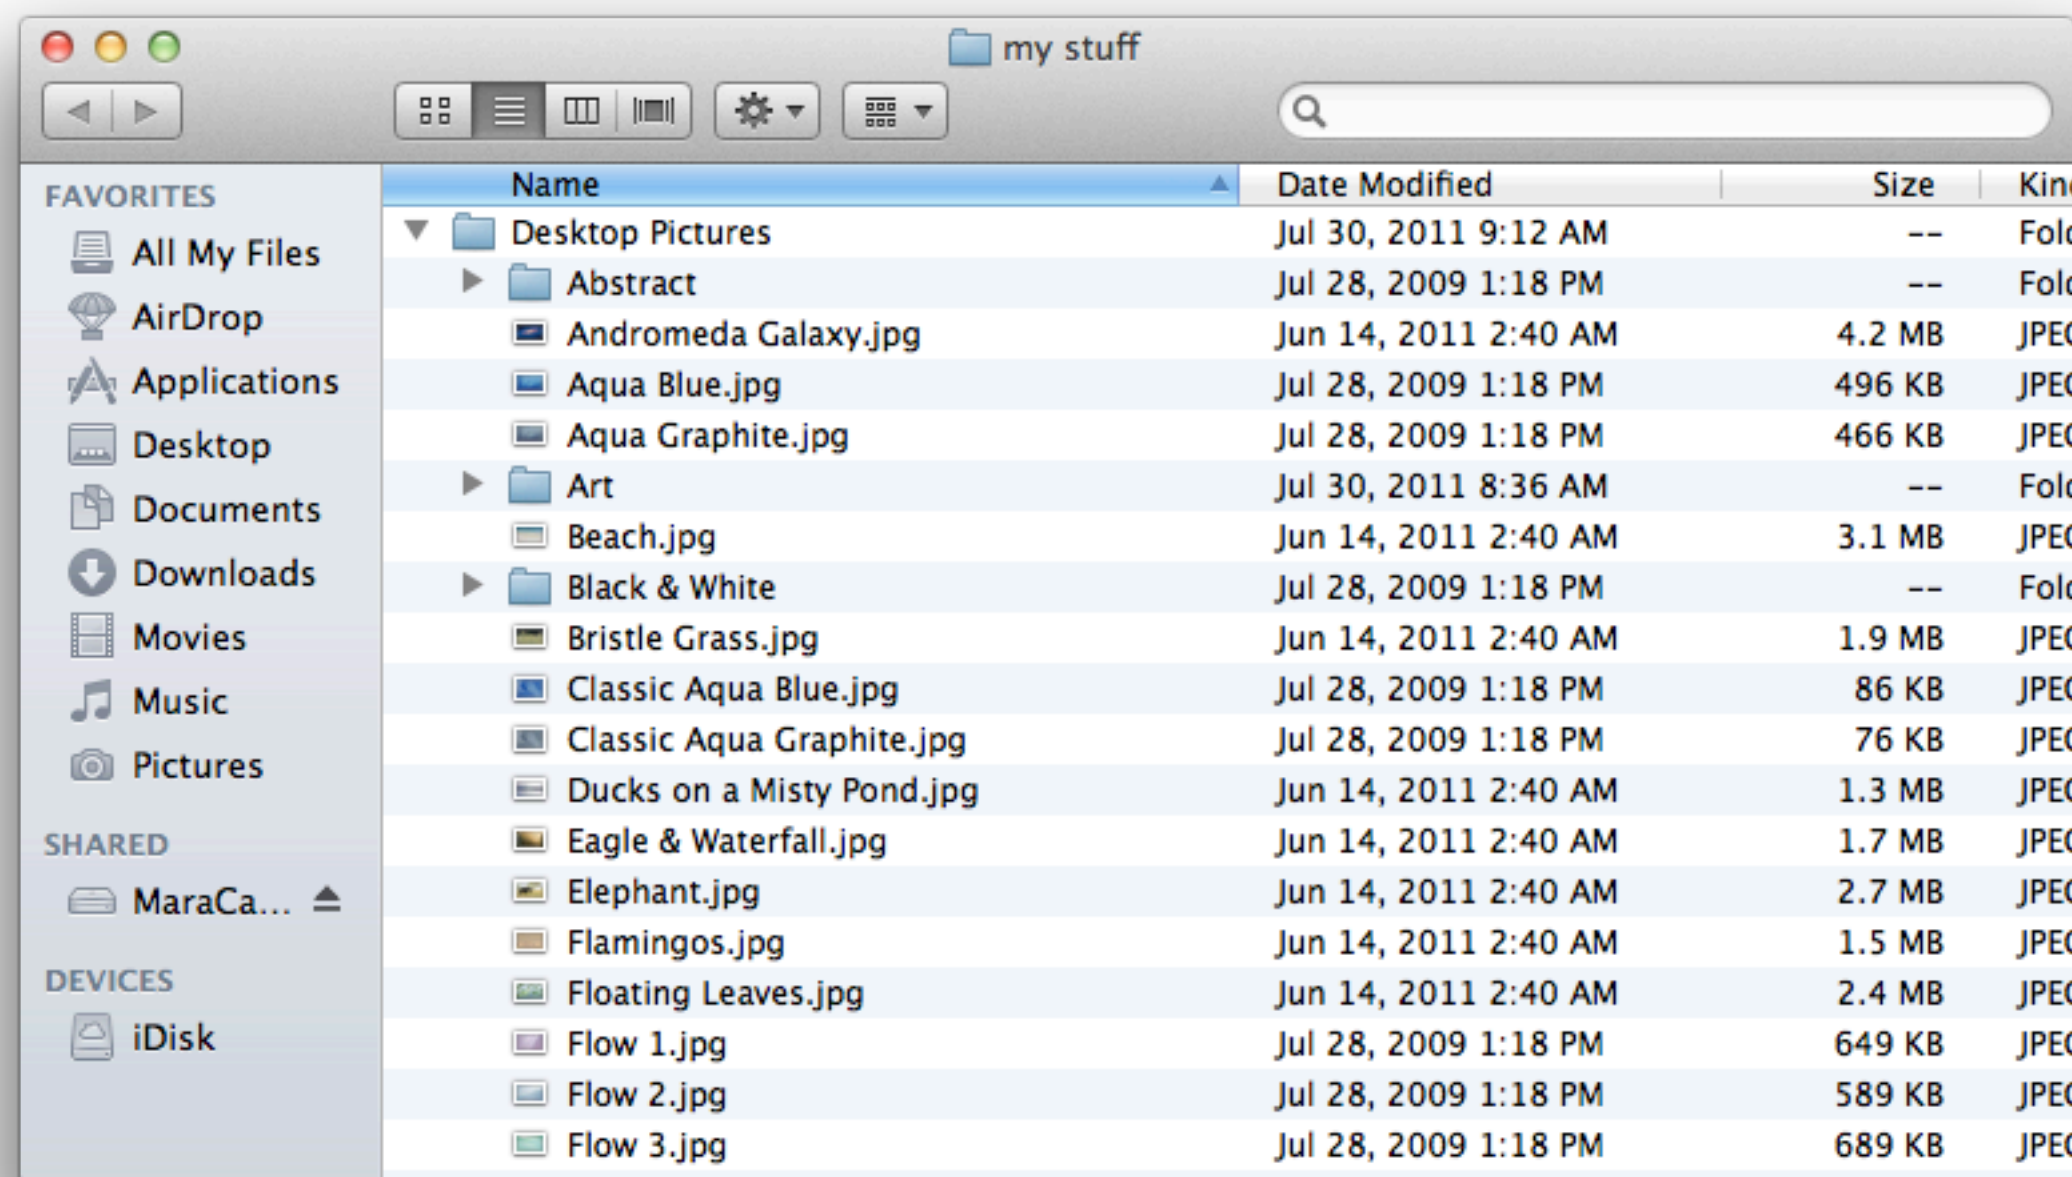 my stuff
FAVORITES
All My Files
AirDrop
Applications
Desktop
Documents
Downloads
Movies
Music
Pictures
SHARED
MaraCa...
DEVICES
iDisk
Name Date Modified Size
Desktop Pictures Jul 30, 2011 9:12 AM --
Abstract Jul 28, 2009 1:18 PM --
Andromeda Galaxy.jpg Jun 14, 2011 2:40 AM 4.2 MB
Aqua Blue.jpg Jul 28, 2009 1:18 PM 496 KB
Aqua Graphite.jpg Jul 28, 2009 1:18 PM 466 KB
Art Jul 30, 2011 8:36 AM --
Beach.jpg Jun 14, 2011 2:40 AM 3.1 MB
Black & White Jul 28, 2009 1:18 PM --
Bristle Grass.jpg Jun 14, 2011 2:40 AM 1.9 MB
Classic Aqua Blue.jpg Jul 28, 2009 1:18 PM 86 KB
Classic Aqua Graphite.jpg Jul 28, 2009 1:18 PM 76 KB
Ducks on a Misty Pond.jpg Jun 14, 2011 2:40 AM 1.3 MB
Eagle & Waterfall.jpg Jun 14, 2011 2:40 AM 1.7 MB
Elephant.jpg Jun 14, 2011 2:40 AM 2.7 MB
Flamingos.jpg Jun 14, 2011 2:40 AM 1.5 MB
Floating Leaves.jpg Jun 14, 2011 2:40 AM 2.4 MB
Flow 1.jpg Jul 28, 2009 1:18 PM 649 KB
Flow 2.jpg Jul 28, 2009 1:18 PM 589 KB
Flow 3.jpg Jul 28, 2009 1:18 PM 689 KB